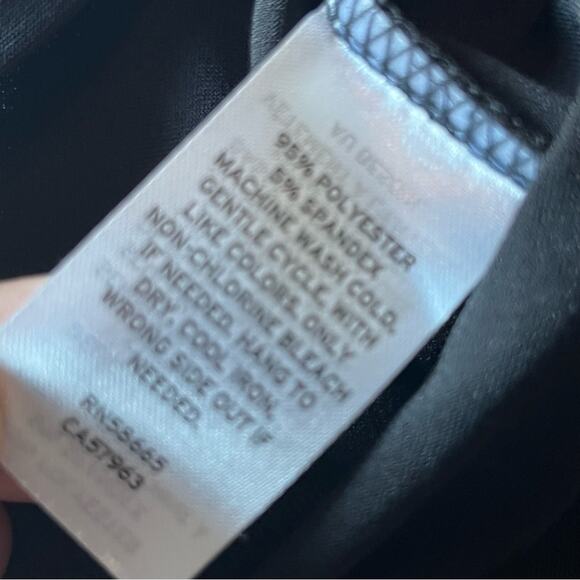 95% POLYESTER
5% SPANDEX
MACHINE WASH COLD.
GENTLE CYCLE, WITH
LIKE COLORS. ONLY
NON-CHLORINE BLEACH
IF NEEDED. HANG TO
DRY, COOL IRON,
WRONG SIDE OUT IF
NEEDED.
RN58665
CA57963